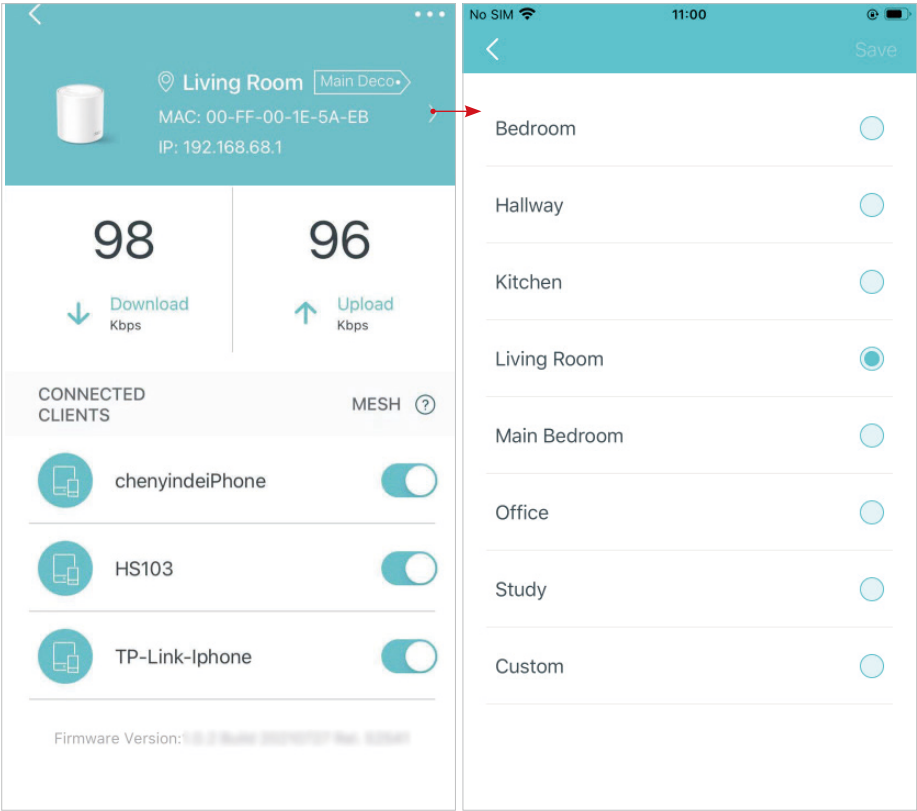 Living Room Main Deco
MAC: 00-FF-00-1E-5A-EB
IP: 192.168.68.1
98
Download
Kbps
96
Upload
Kbps
CONNECTED
CLIENTS
MESH ?
chenyindeiPhone
HS103
TP-Link-Iphone
Firmware Version:
No SIM 11:00
Save
Bedroom
Hallway
Kitchen
Living Room
Main Bedroom
Office
Study
Custom